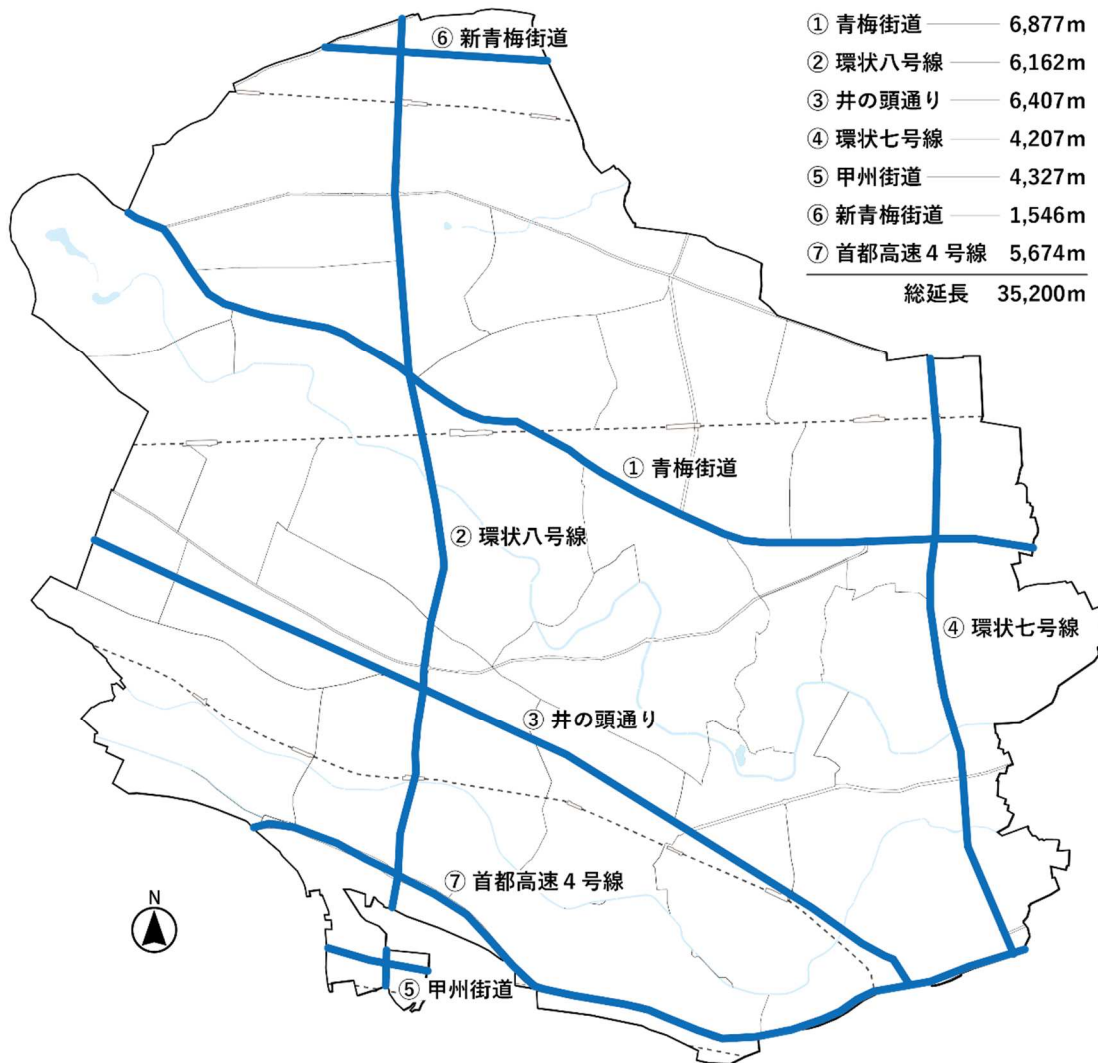 ① 青梅街道 6,877m
② 環状八号線 6,162m
③ 井の頭通り 6,407m
④ 環状七号線 4,207m
⑤ 甲州街道 4,327m
⑥ 新青梅街道 1,546m
⑦ 首都高速4号線 5,674m
総延長 35,200m
⑥ 新青梅街道
① 青梅街道
② 環状八号線
④ 環状七号線
③ 井の頭通り
⑦ 首都高速4号線
N
⑤ 甲州街道